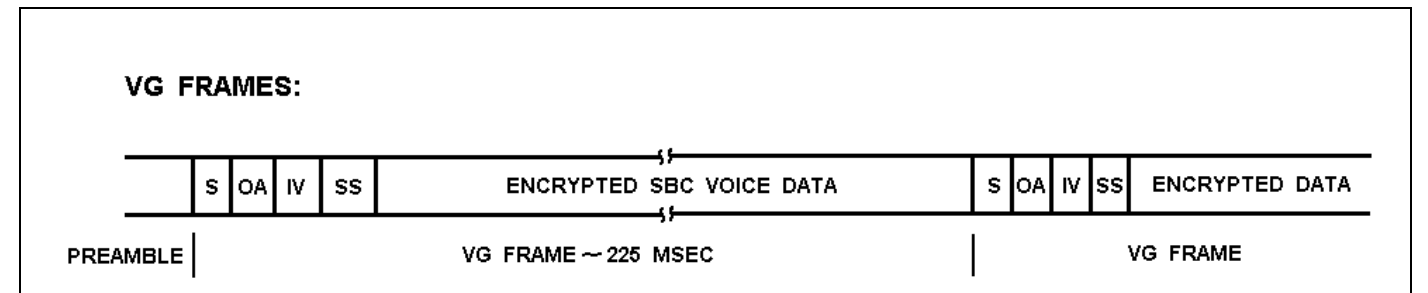 VG FRAMES:
S OA IV SS ENCRYPTED SBC VOICE DATA S OA IV SS ENCRYPTED DATA
PREAMBLE VG FRAME ~ 225 MSEC VG FRAME